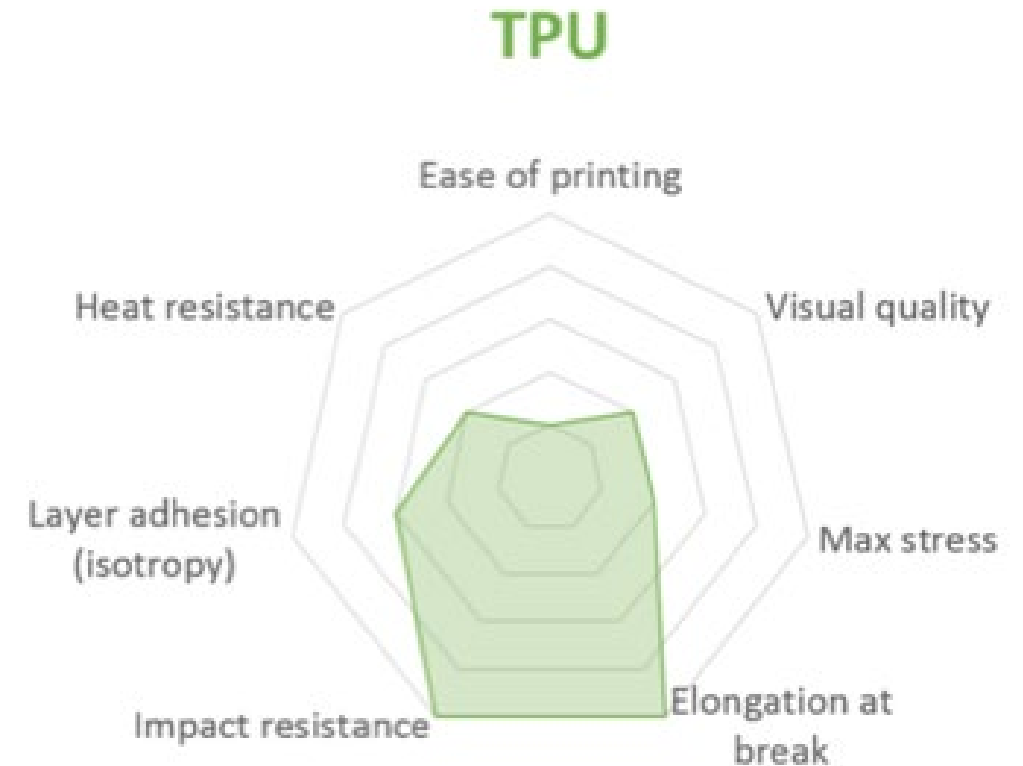 TPU
Ease of printing
Heat resistance
Visual quality
Layer adhesion
(isotropy)
Max stress
Elongation at
break
Impact resistance